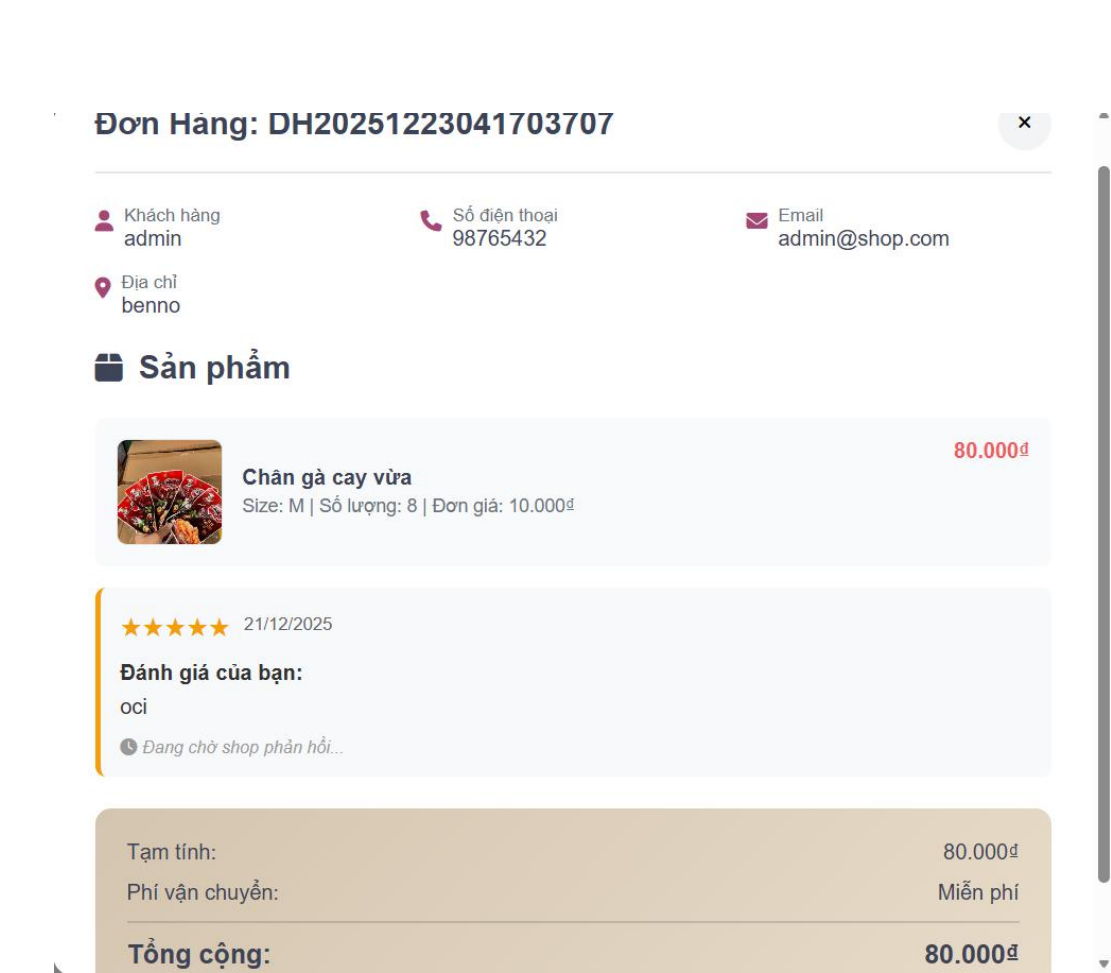 Đơn Hàng: DH20251223041703707
×
Khách hàng
admin
Số điện thoại
98765432
Email
admin@shop.com
Địa chỉ
benno
Sản phẩm
Chân gà cay vừa
Size: M | Số lượng: 8 | Đơn giá: 10.000₫
80.000₫
★★★★★ 21/12/2025
Đánh giá của bạn:
oci
Đang chờ shop phản hồi...
Tạm tính: 80.000₫
Phí vận chuyển: Miễn phí
Tổng cộng: 80.000₫